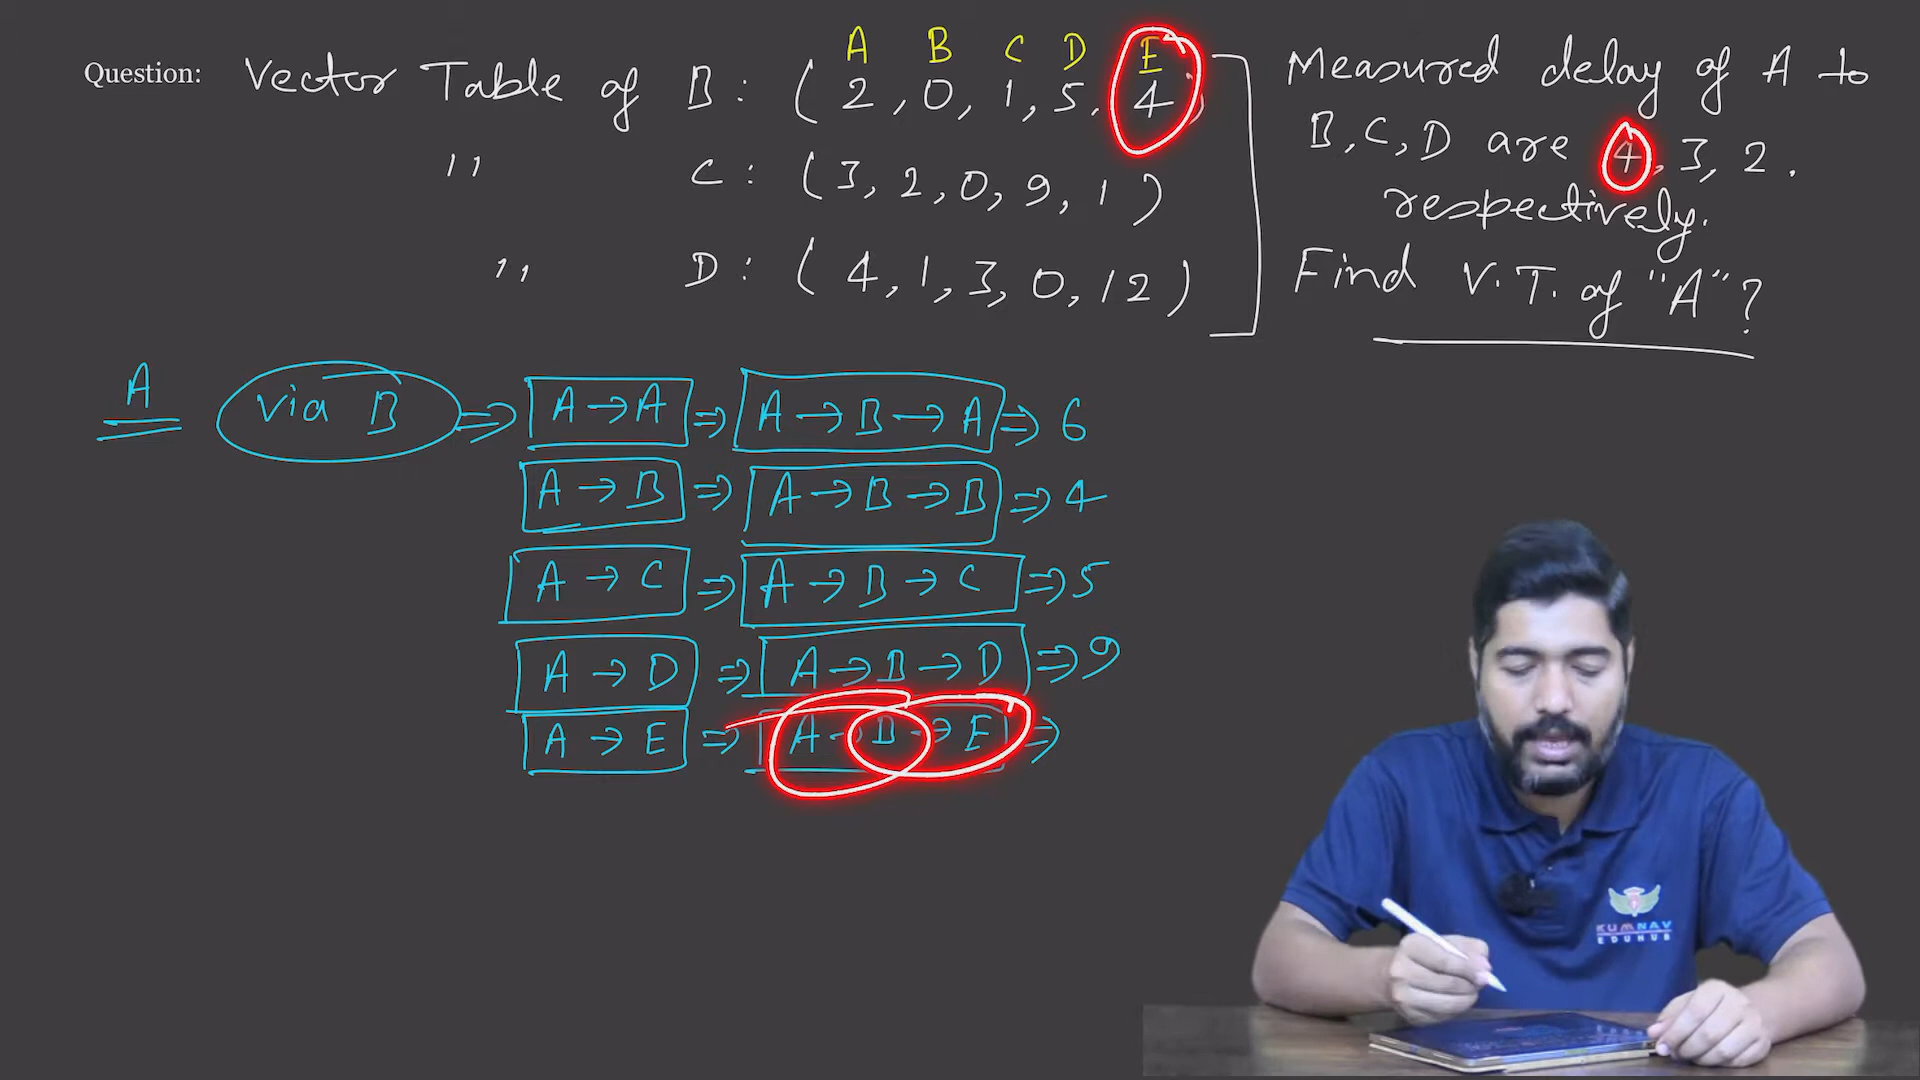 Question: Vector Table of B: (2, 0, 1, 5, 4)
A B C D E
" C: (3, 2, 0, 9, 1)
" D: (4, 1, 3, 0, 12)
Measured delay of A to
B, C, D are 4, 3, 2.
respectively.
Find V.T. of "A"?
A via B ⇒ A → A ⇒ A → B → A ⇒ 6
A → B ⇒ A → B → B ⇒ 4
A → C ⇒ A → B → C ⇒ 5
A → D ⇒ A → B → D ⇒ 9
A → E ⇒ A → B → E ⇒
KUMNAV
EDUHUB